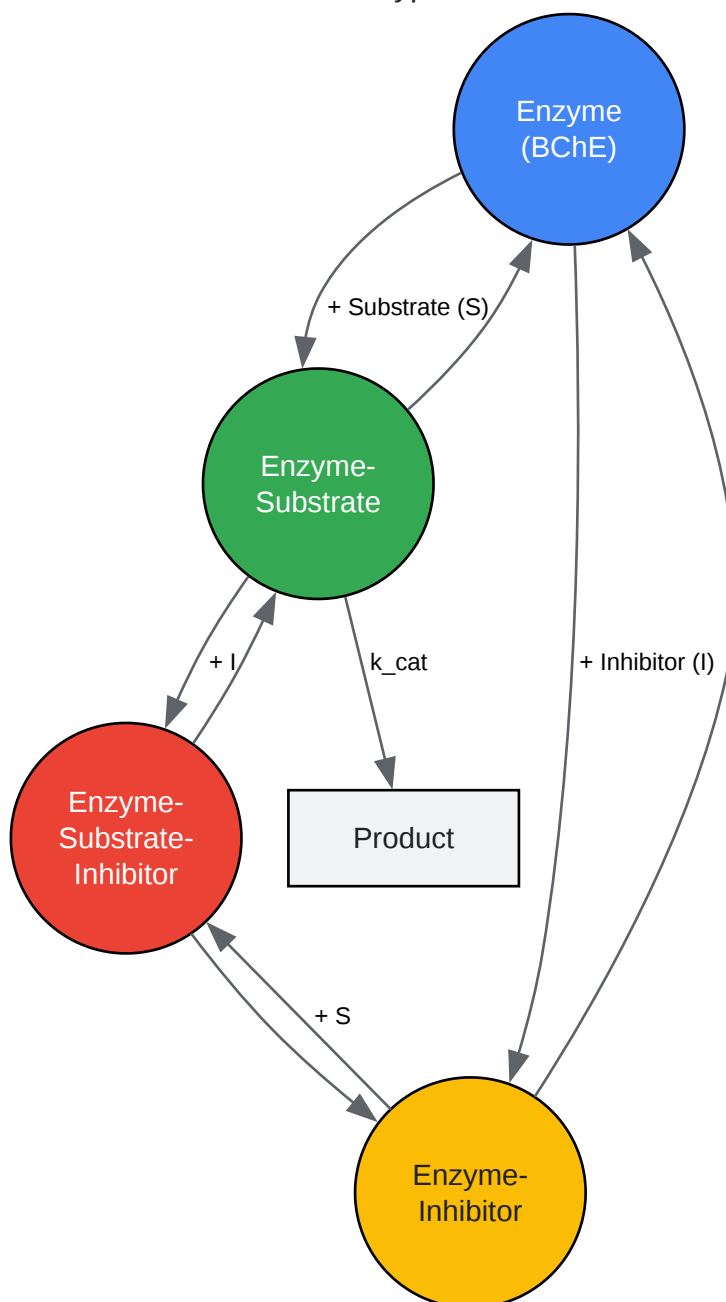 Enzyme
(BChE)
+ Substrate (S)
Enzyme-
Substrate
+ I
k_cat
+ Inhibitor (I)
Enzyme-
Substrate-
Inhibitor
Product
+ S
Enzyme-
Inhibitor